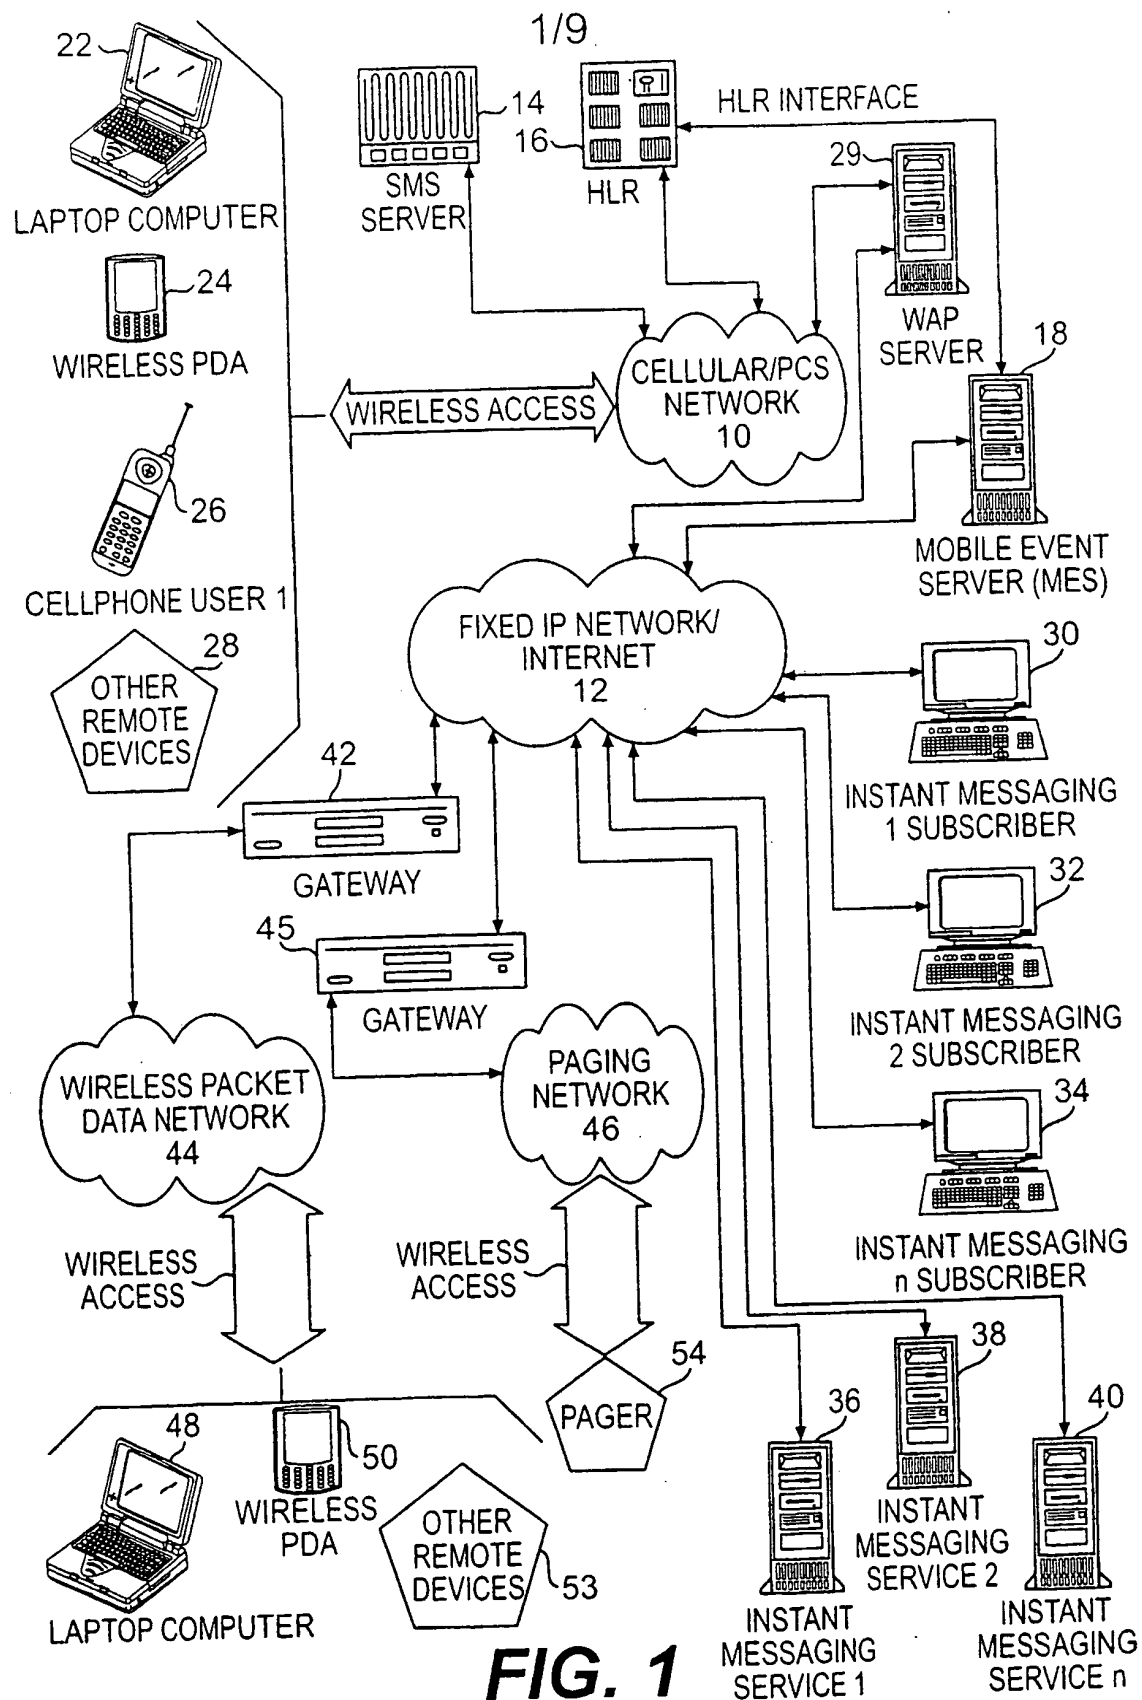 1/9
22
LAPTOP COMPUTER
24
WIRELESS PDA
26
CELLPHONE USER 1
28
OTHER
REMOTE
DEVICES
14
SMS
SERVER
16
HLR
HLR INTERFACE
29
WAP
SERVER
18
MOBILE EVENT
SERVER (MES)
WIRELESS ACCESS
CELLULAR/PCS
NETWORK
10
FIXED IP NETWORK/
INTERNET
12
30
INSTANT MESSAGING
1 SUBSCRIBER
32
INSTANT MESSAGING
2 SUBSCRIBER
34
INSTANT MESSAGING
n SUBSCRIBER
42
GATEWAY
45
GATEWAY
WIRELESS PACKET
DATA NETWORK
44
PAGING
NETWORK
46
WIRELESS
ACCESS
WIRELESS
ACCESS
54
PAGER
48
LAPTOP COMPUTER
50
WIRELESS
PDA
OTHER
REMOTE
DEVICES
53
36
INSTANT
MESSAGING
SERVICE 1
38
INSTANT
MESSAGING
SERVICE 2
40
INSTANT
MESSAGING
SERVICE n
FIG. 1